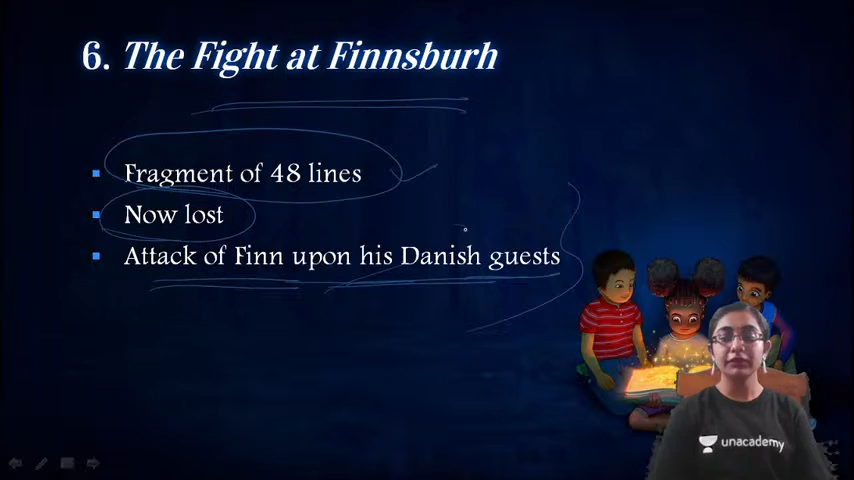 6. The Fight at Finnsburh
Fragment of 48 lines
Now lost
Attack of Finn upon his Danish guests
unacademy